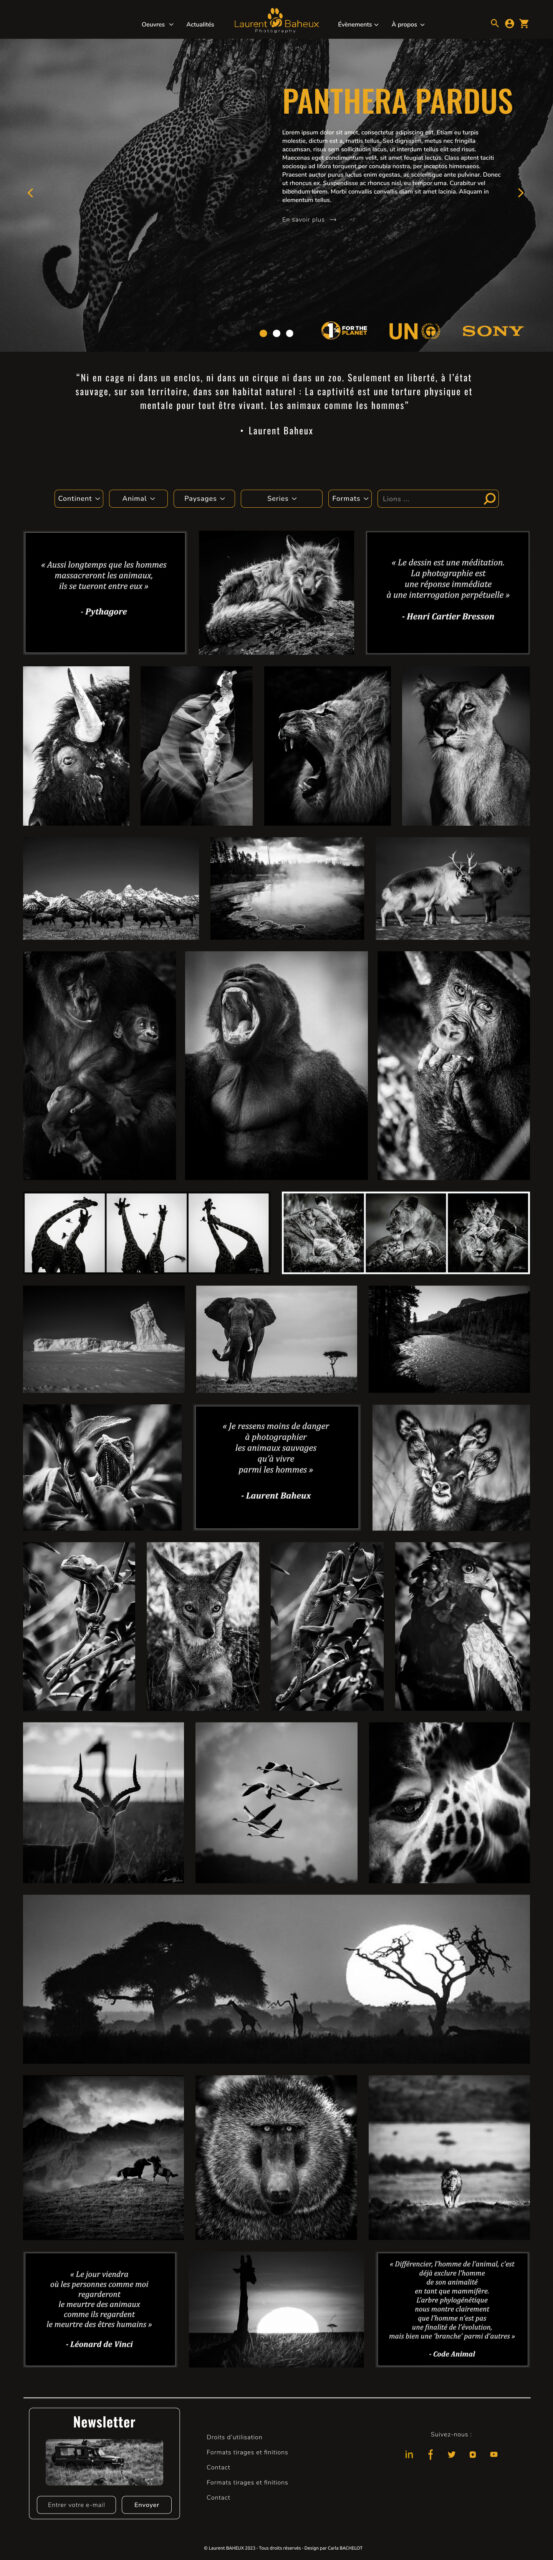 Oeuvres
Actualités
Laurent Baheux
Photography
Évènements
À propos
PANTHERA PARDUS
Lorem ipsum dolor sit amet, consectetur adipiscing elit. Etiam eu turpis
molestie, dictum est a, mattis tellus. Sed dignissim, metus nec fringilla
accumsan, risus sem sollicitudin lacus, ut interdum tellus elit sed risus.
Maecenas eget condimentum velit, sit amet feugiat lectus. Class aptent taciti
sociosqu ad litora torquent per conubia nostra, per inceptos himenaeos.
Praesent auctor purus luctus enim egestas, ac scelerisque ante pulvinar. Donec
ut rhoncus ex. Suspendisse ac rhoncus nisl, eu tempor urna. Curabitur vel
bibendum lorem. Morbi convallis convallis diam sit amet lacinia. Aliquam in
elementum tellus.
En savoir plus →
1% FOR THE
PLANET
UN
SONY
“Ni en cage ni dans un enclos, ni dans un cirque ni dans un zoo. Seulement en liberté, à l’état
sauvage, sur son territoire, dans son habitat naturel : La captivité est une torture physique et
mentale pour tout être vivant. Les animaux comme les hommes”
• Laurent Baheux
Continent
Animal
Paysages
Series
Formats
Lions ...
« Aussi longtemps que les hommes
massacreront les animaux,
ils se tueront entre eux »
- Pythagore
« Le dessin est une méditation.
La photographie est
une réponse immédiate
à une interrogation perpétuelle »
- Henri Cartier Bresson
« Je ressens moins de danger
à photographier
les animaux sauvages
qu’à vivre
parmi les hommes »
- Laurent Baheux
« Le jour viendra
où les personnes comme moi
regarderont
le meurtre des animaux
comme ils regardent
le meurtre des êtres humains »
- Léonard de Vinci
« Différencier, l’homme de l’animal, c’est
déjà exclure l’homme
de son animalité
en tant que mammifère.
L’arbre phylogénétique
nous montre clairement
que l’homme n’est pas
une finalité de l’évolution,
mais bien une ‘branche’ parmi d’autres »
- Code Animal
Newsletter
Entrer votre e-mail
Envoyer
Droits d’utilisation
Formats tirages et finitions
Contact
Formats tirages et finitions
Contact
Suivez-nous :
© Laurent BAHEUX 2023 - Tous droits réservés - Design par Carla BACHELOT